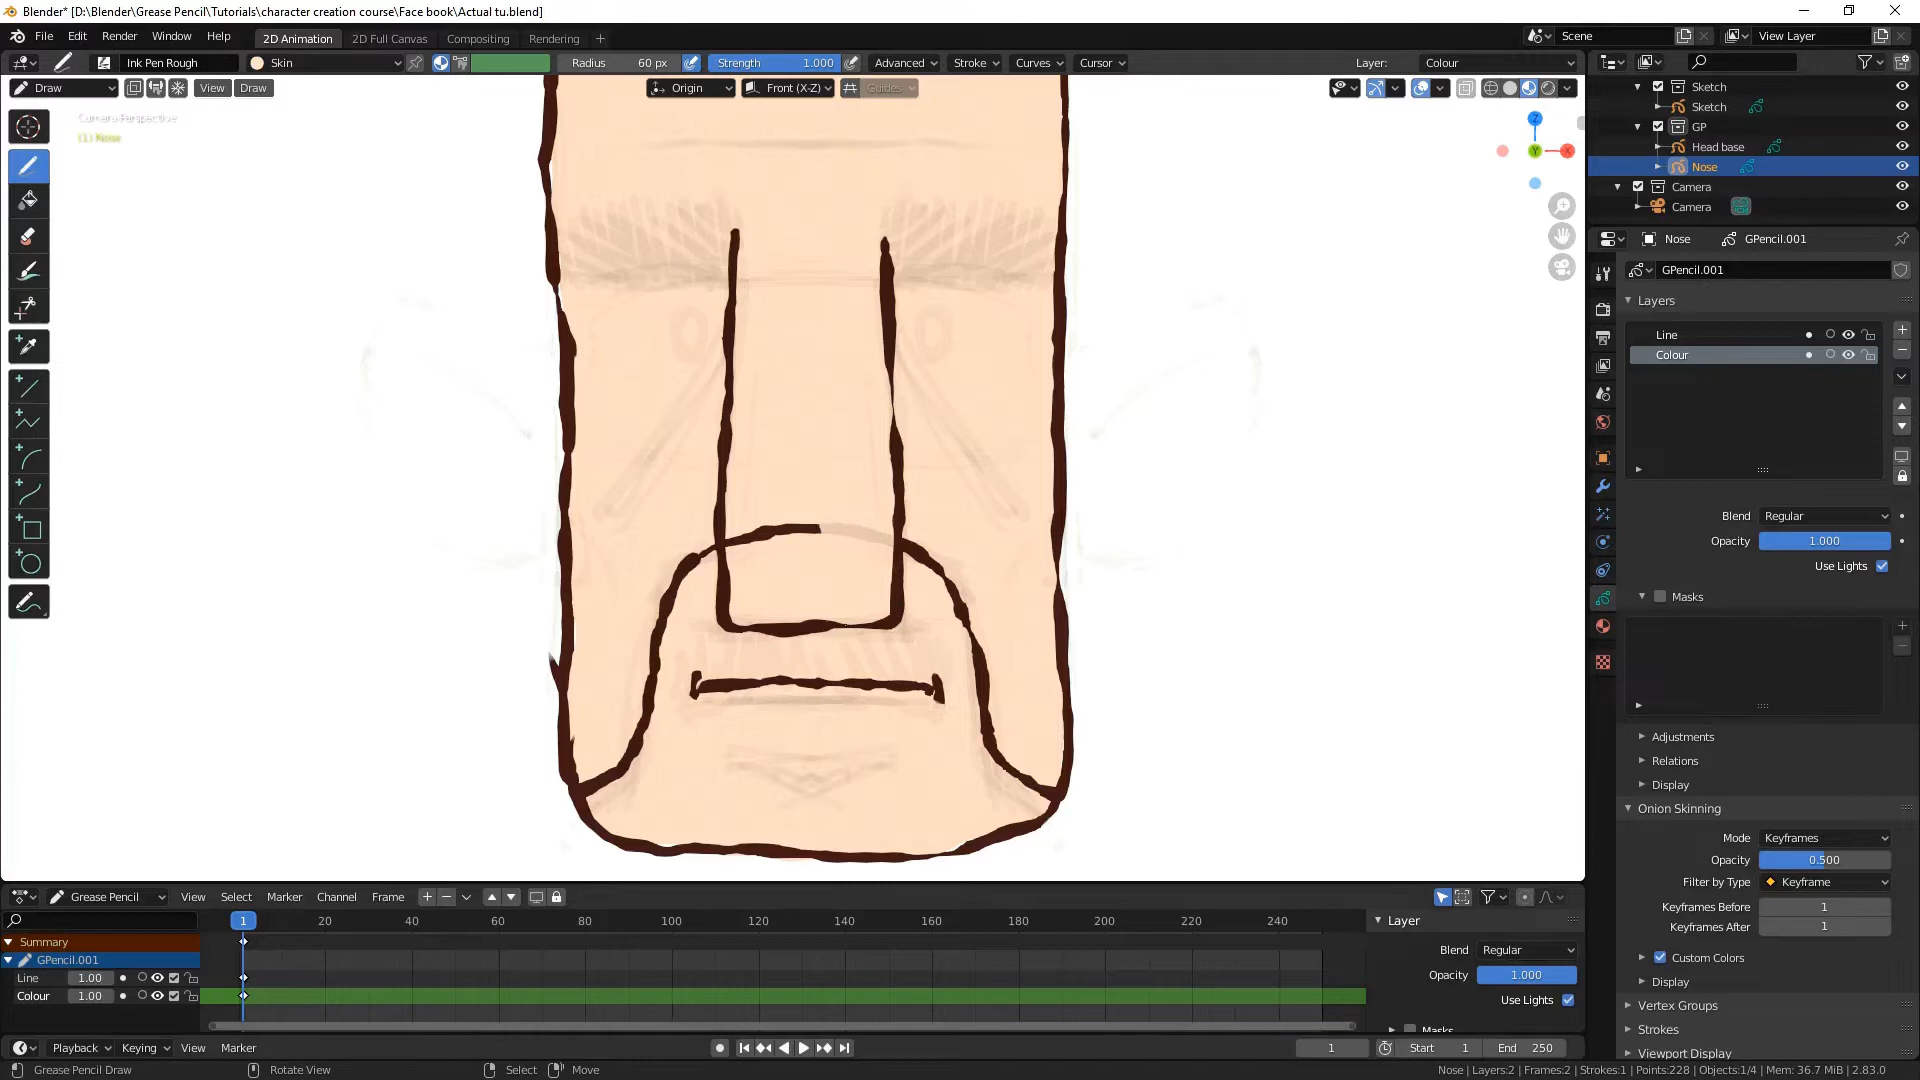 Blender* [D:\Blender\Grease Pencil\Tutorials\character creation course\Face book\Actual tu.blend]
File Edit Render Window Help 2D Animation 2D Full Canvas Compositing Rendering + Scene View Layer
Ink Pen Rough Skin Radius 60 px Strength 1.000 Advanced Stroke Curves Cursor Layer: Colour
Draw View Draw Origin Front (X-Z) Guides
Camera Perspective
(1) Nose
Z
Y
X
Sketch
Sketch
GP
Head base
Nose
Camera
Camera
Nose GPencil.001
GPencil.001
Layers
Line
Colour
Blend Regular
Opacity 1.000
Use Lights
Masks
Adjustments
Relations
Display
Onion Skinning
Mode Keyframes
Opacity 0.500
Filter by Type Keyframe
Keyframes Before 1
Keyframes After 1
Custom Colors
Display
Vertex Groups
Strokes
Viewport Display
Grease Pencil View Select Marker Channel Frame
1 20 40 60 80 100 120 140 160 180 200 220 240
Summary
GPencil.001
Line 1.00
Colour 1.00
Layer
Blend Regular
Opacity 1.000
Use Lights
Masks
Playback Keying View Marker 1 Start 1 End 250
Grease Pencil Draw Rotate View Select Move Nose | Layers:2 | Frames:2 | Strokes:1 | Points:228 | Objects:1/4 | Mem: 36.7 MiB | 2.83.0